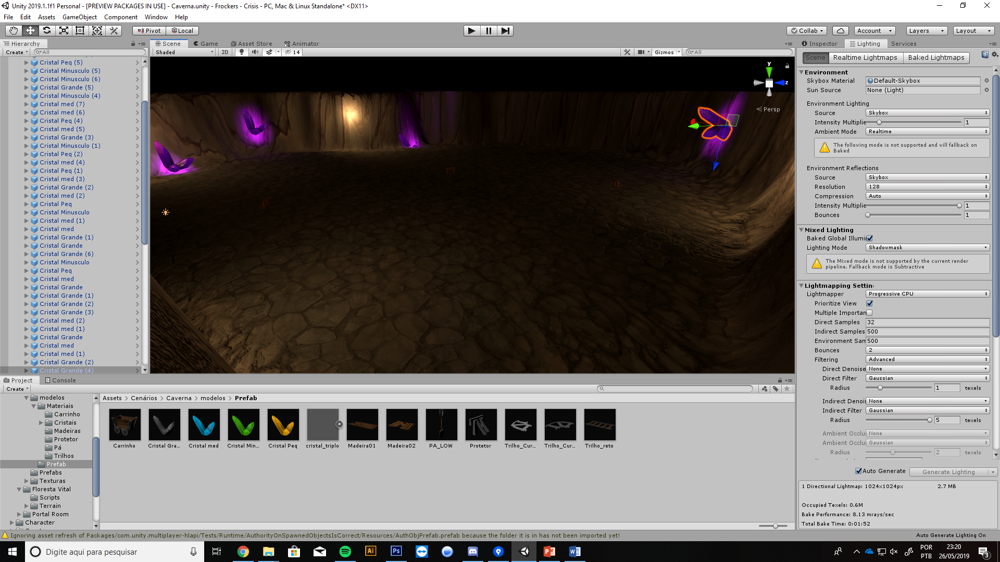 Unity 2019.1.1f1 Personal - [PREVIEW PACKAGES IN USE] - Caverna.unity - Frockers - Crisis - PC, Mac & Linux Standalone* <DX11>
File Edit Assets GameObject Component Window Help
Pivot Local
Collab Account Layers Layout
Hierarchy
Create All
Cristal Peq (5)
Cristal Minusculo (5)
Cristal Minusculo (6)
Cristal Grande (5)
Cristal Minusculo (4)
Cristal med (7)
Cristal med (6)
Cristal Peq (4)
Cristal med (5)
Cristal Grande (3)
Cristal Minusculo (1)
Cristal Peq (2)
Cristal med (4)
Cristal Peq (1)
Cristal med (3)
Cristal Grande (2)
Cristal med (2)
Cristal Peq
Cristal Minusculo
Cristal med (1)
Cristal med
Cristal Grande (1)
Cristal Grande
Cristal Grande (6)
Cristal Minusculo
Cristal Peq
Cristal med
Cristal Grande
Cristal Grande (1)
Cristal Grande (2)
Cristal Grande (3)
Cristal med (2)
Cristal med (1)
Cristal Grande
Cristal med
Cristal med (1)
Cristal Grande (2)
Cristal Grande (4)
Scene Game Asset Store Animator
Shaded 2D 14 Gizmos All
y
z
Persp
Inspector Lighting Services
Scene Realtime Lightmaps Baked Lightmaps
Environment
Skybox Material Default-Skybox
Sun Source None (Light)
Environment Lighting
Source Skybox
Intensity Multiplie 1
Ambient Mode Realtime
The following mode is not supported and will fallback on
Baked
Environment Reflections
Source Skybox
Resolution 128
Compression Auto
Intensity Multiplie 1
Bounces 1
Mixed Lighting
Baked Global Illumi
Lighting Mode Shadowmask
The Mixed mode is not supported by the current render
pipeline. Fallback mode is Subtractive
Lightmapping Settin
Lightmapper Progressive CPU
Prioritize View
Multiple Importan
Direct Samples 32
Indirect Samples 500
Environment Sam 500
Bounces 2
Filtering Advanced
Direct Denoise None
Direct Filter Gaussian
Radius 1 texels
Indirect Denois None
Indirect Filter Gaussian
Radius 5 texels
Ambient Occlus None
Ambient Occlus Gaussian
Radius 2 texels
Auto Generate Generate Lighting
1 Directional Lightmap: 1024x1024px 2.7 MB
Occupied Texels: 0.6M
Bake Performance: 8.13 mrays/sec
Total Bake Time: 0:01:52
Project Console
Create
modelos
Materiais
Carrinho
Cristais
Madeiras
Protetor
Pá
Trilhos
Prefab
Prefabs
Texturas
Floresta Vital
Scripts
Terrain
Portal Room
Character
Assets > Cenários > Caverna > modelos > Prefab
Carrinho Cristal Gra... Cristal med Cristal Min... Cristal Peq cristal_triplo Madeira01 Madeira02 PA_LOW Protetor Trilho_Cur... Trilho_Cur... Trilho_reto
Ignoring asset refresh of Packages/com.unity.multiplayer-hlapi/Tests/Runtime/AuthorityOnSpawnedObjectsIsCorrect/Resources/AuthObjPrefab.prefab because the folder it is in has not been imported yet!
Auto Generate Lighting On
Digite aqui para pesquisar
Ai Ps
POR
PTB
23:20
26/05/2019
3